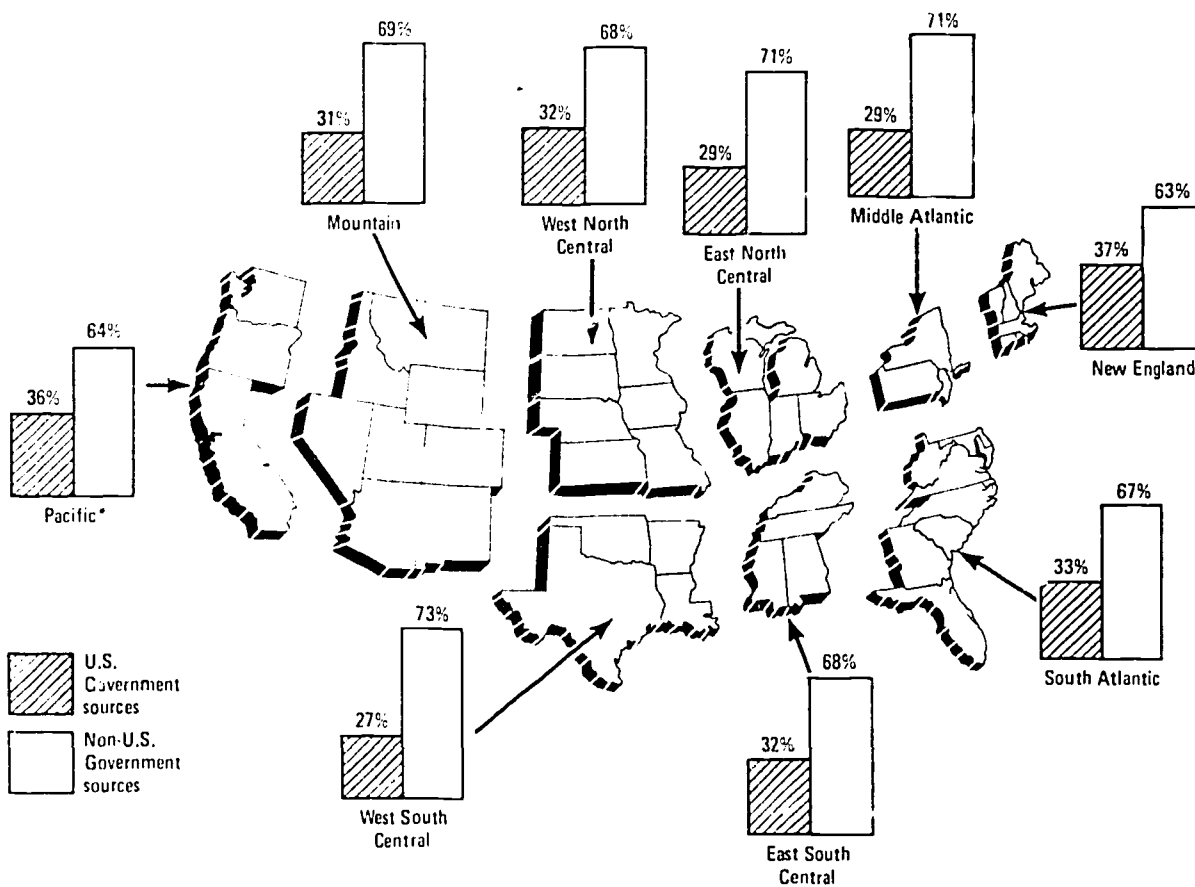 69%
31%
Mountain
68%
32%
West North
Central
71%
29%
East North
Central
71%
29%
Middle Atlantic
63%
37%
New England
64%
36%
Pacific*
67%
33%
South Atlantic
73%
27%
West South
Central
68%
32%
East South
Central
U.S.
Government
sources
Non-U.S.
Government
sources